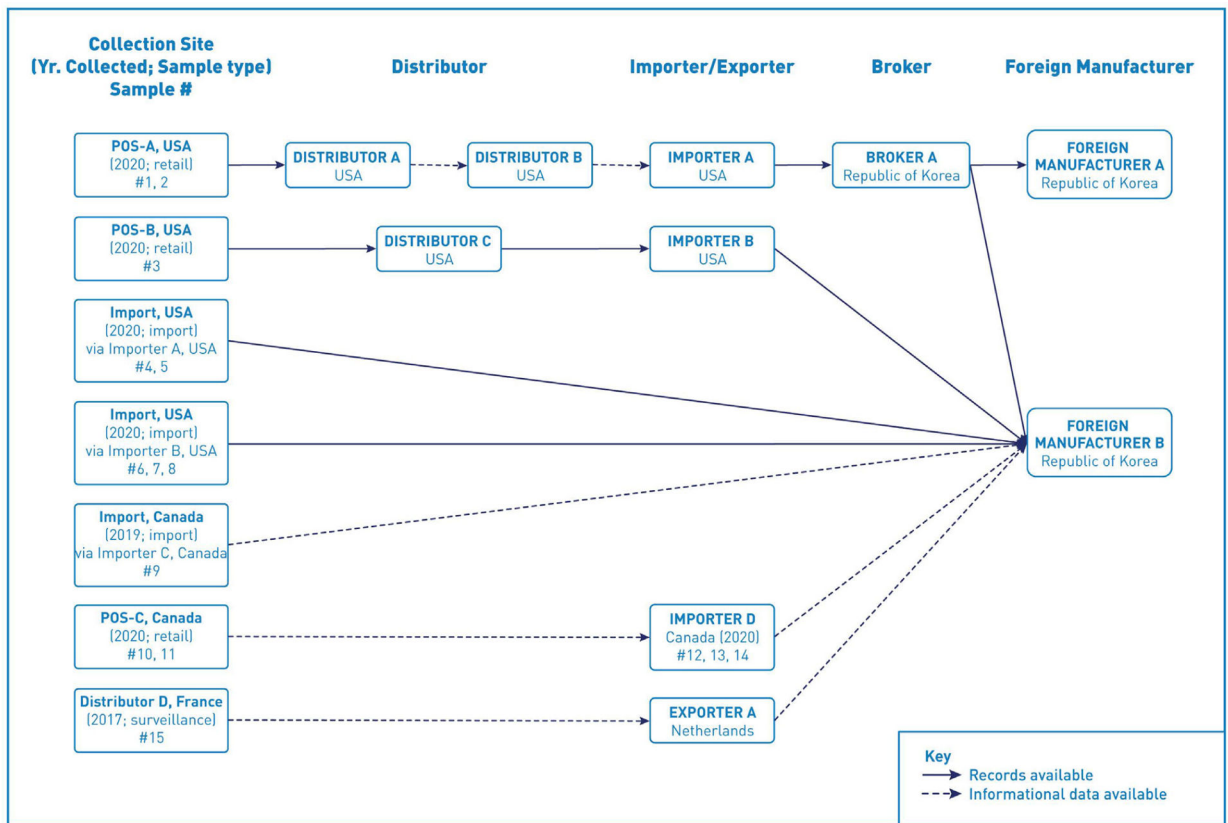 Collection Site
(Yr. Collected; Sample type)
Sample #
Distributor
Importer/Exporter
Broker
Foreign Manufacturer
POS-A, USA
(2020; retail)
#1, 2
DISTRIBUTOR A
USA
DISTRIBUTOR B
USA
IMPORTER A
USA
BROKER A
Republic of Korea
FOREIGN
MANUFACTURER A
Republic of Korea
POS-B, USA
(2020; retail)
#3
DISTRIBUTOR C
USA
IMPORTER B
USA
Import, USA
(2020; import)
via Importer A, USA
#4, 5
Import, USA
(2020; import)
via Importer B, USA
#6, 7, 8
FOREIGN
MANUFACTURER B
Republic of Korea
Import, Canada
(2019; import)
via Importer C, Canada
#9
POS-C, Canada
(2020; retail)
#10, 11
IMPORTER D
Canada (2020)
#12, 13, 14
Distributor D, France
(2017; surveillance)
#15
EXPORTER A
Netherlands
Key
Records available
Informational data available